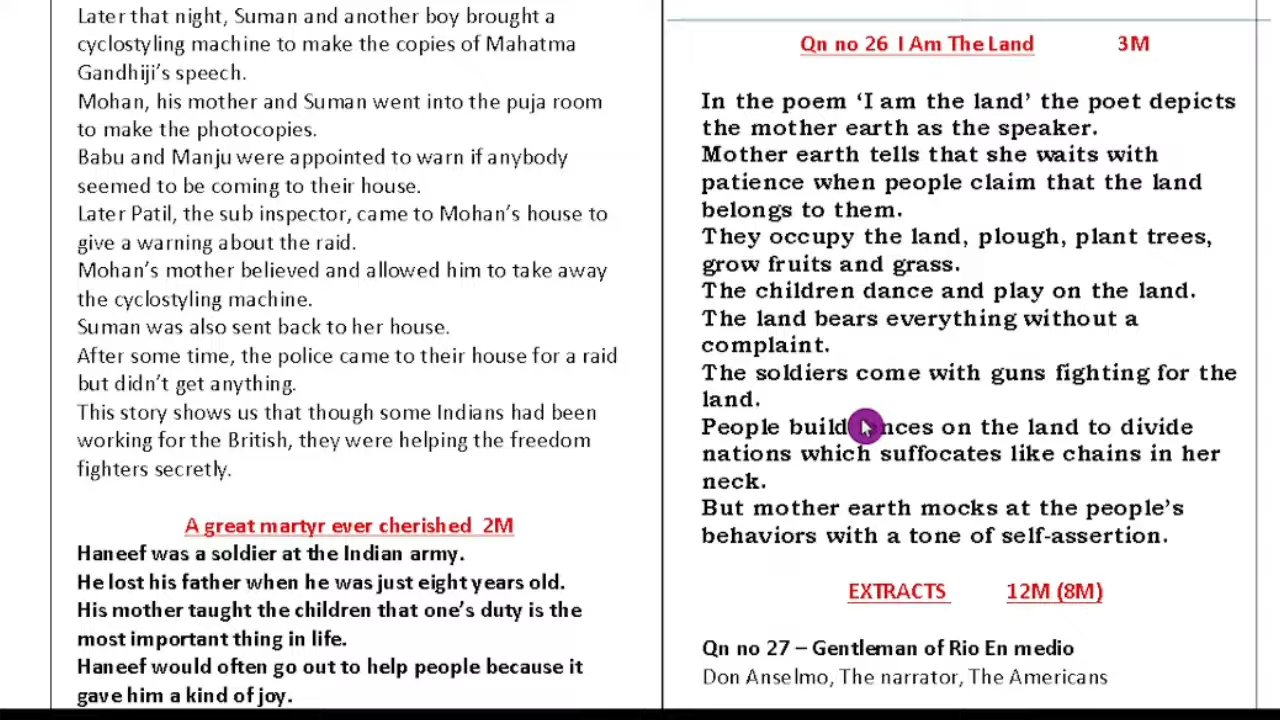 Later that night, Suman and another boy brought a
cyclostyling machine to make the copies of Mahatma
Gandhiji's speech.
Mohan, his mother and Suman went into the puja room
to make the photocopies.
Babu and Manju were appointed to warn if anybody
seemed to be coming to their house.
Later Patil, the sub inspector, came to Mohan's house to
give a warning about the raid.
Mohan's mother believed and allowed him to take away
the cyclostyling machine.
Suman was also sent back to her house.
After some time, the police came to their house for a raid
but didn't get anything.
This story shows us that though some Indians had been
working for the British, they were helping the freedom
fighters secretly.
A great martyr ever cherished 2M
Haneef was a soldier at the Indian army.
He lost his father when he was just eight years old.
His mother taught the children that one's duty is the
most important thing in life.
Haneef would often go out to help people because it
gave him a kind of joy.
Qn no 26 I Am The Land 3M
In the poem 'I am the land' the poet depicts
the mother earth as the speaker.
Mother earth tells that she waits with
patience when people claim that the land
belongs to them.
They occupy the land, plough, plant trees,
grow fruits and grass.
The children dance and play on the land.
The land bears everything without a
complaint.
The soldiers come with guns fighting for the
land.
People build on the land to divide
nations which suffocates like chains in her
neck.
But mother earth mocks at the people's
behaviors with a tone of self-assertion.
EXTRACTS 12M (8M)
Qn no 27 – Gentleman of Rio En medio
Don Anselmo, The narrator, The Americans